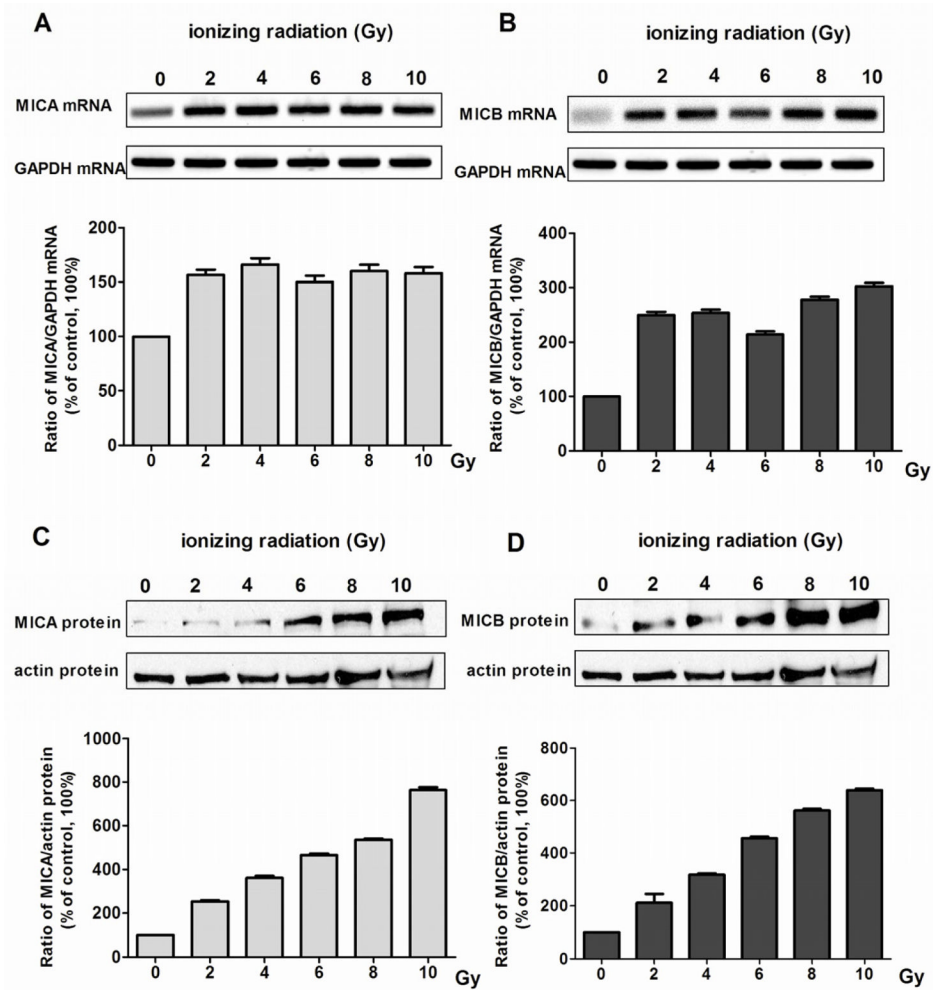 A
ionizing radiation (Gy)
0 2 4 6 8 10
MICA mRNA
GAPDH mRNA
Ratio of MICA/GAPDH mRNA
(% of control, 100%)
200
150
100
50
0
0 2 4 6 8 10 Gy
B
ionizing radiation (Gy)
0 2 4 6 8 10
MICB mRNA
GAPDH mRNA
Ratio of MICB/GAPDH mRNA
(% of control, 100%)
400
300
200
100
0
0 2 4 6 8 10 Gy
C
ionizing radiation (Gy)
0 2 4 6 8 10
MICA protein
actin protein
Ratio of MICA/actin protein
(% of control, 100%)
1000
800
600
400
200
0
0 2 4 6 8 10 Gy
D
ionizing radiation (Gy)
0 2 4 6 8 10
MICB protein
actin protein
Ratio of MICB/actin protein
(% of control, 100%)
800
600
400
200
0
0 2 4 6 8 10 Gy